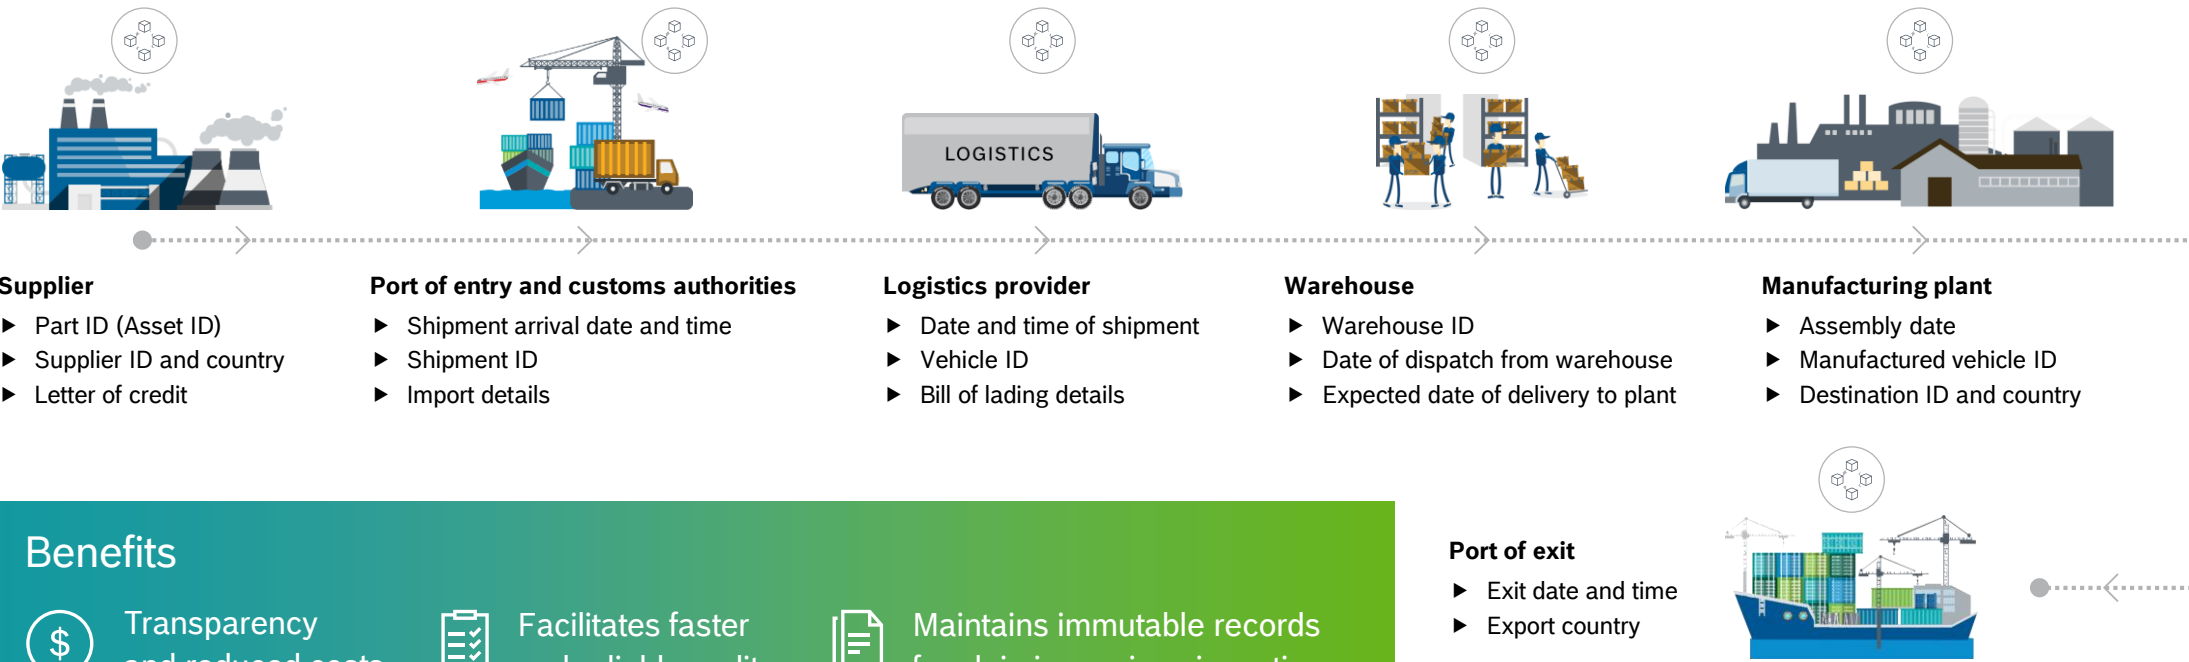 LOGISTICS
Supplier
Part ID (Asset ID)
Supplier ID and country
Letter of credit
Port of entry and customs authorities
Shipment arrival date and time
Shipment ID
Import details
Logistics provider
Date and time of shipment
Vehicle ID
Bill of lading details
Warehouse
Warehouse ID
Date of dispatch from warehouse
Expected date of delivery to plant
Manufacturing plant
Assembly date
Manufactured vehicle ID
Destination ID and country
Port of exit
Exit date and time
Export country
Benefits
$
Transparency
and reduced costs
Facilitates faster
Maintains immutable records